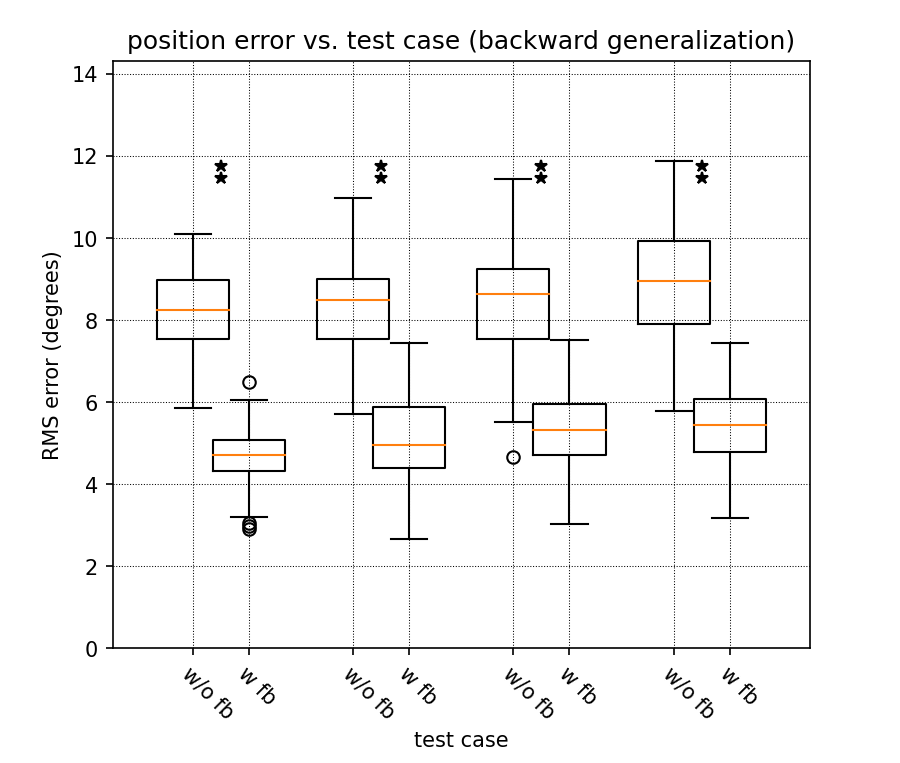 position error vs. test case (backward generalization)
14
12
10
8
6
4
2
0
RMS error (degrees)
w/o fb
w fb
w/o fb
w fb
w/o fb
w fb
w/o fb
w fb
test case